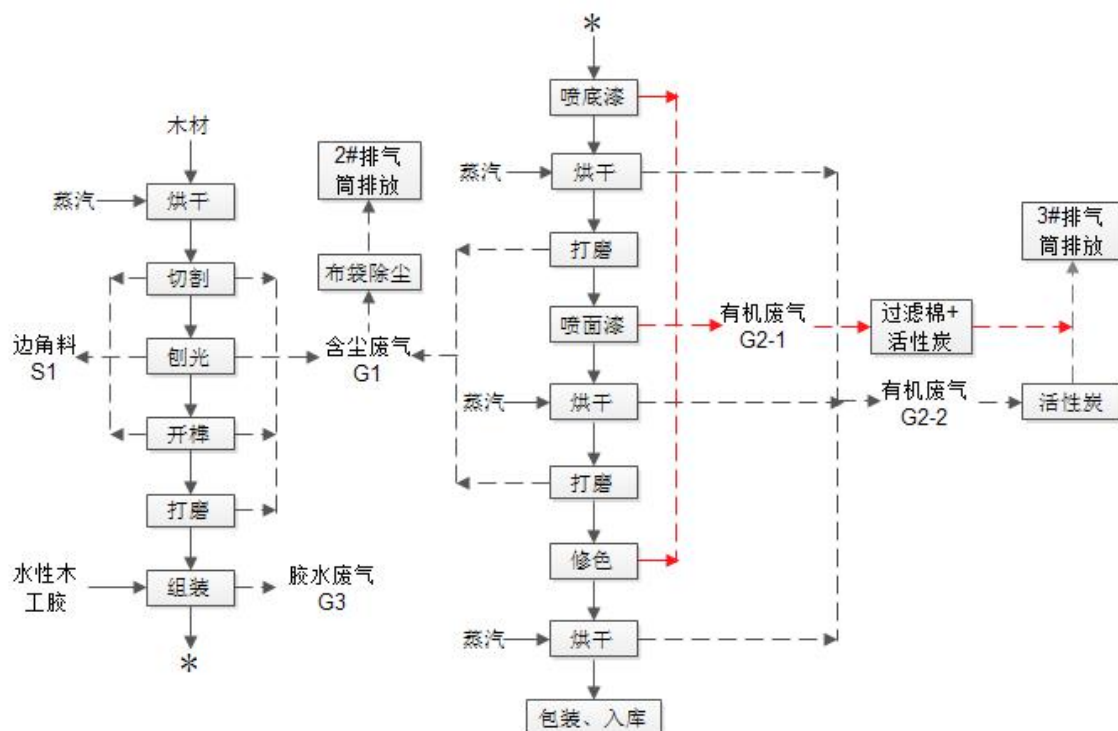 木材
蒸汽
烘干
切割
边角料
S1
刨光
开榫
打磨
水性木
工胶
组装
胶水废气
G3
*
2#排气
筒排放
布袋除尘
含尘废气
G1
*
喷底漆
蒸汽
烘干
打磨
喷面漆
蒸汽
烘干
打磨
修色
蒸汽
烘干
包装、入库
有机废气
G2-1
过滤棉+
活性炭
3#排气
筒排放
有机废气
G2-2
活性炭